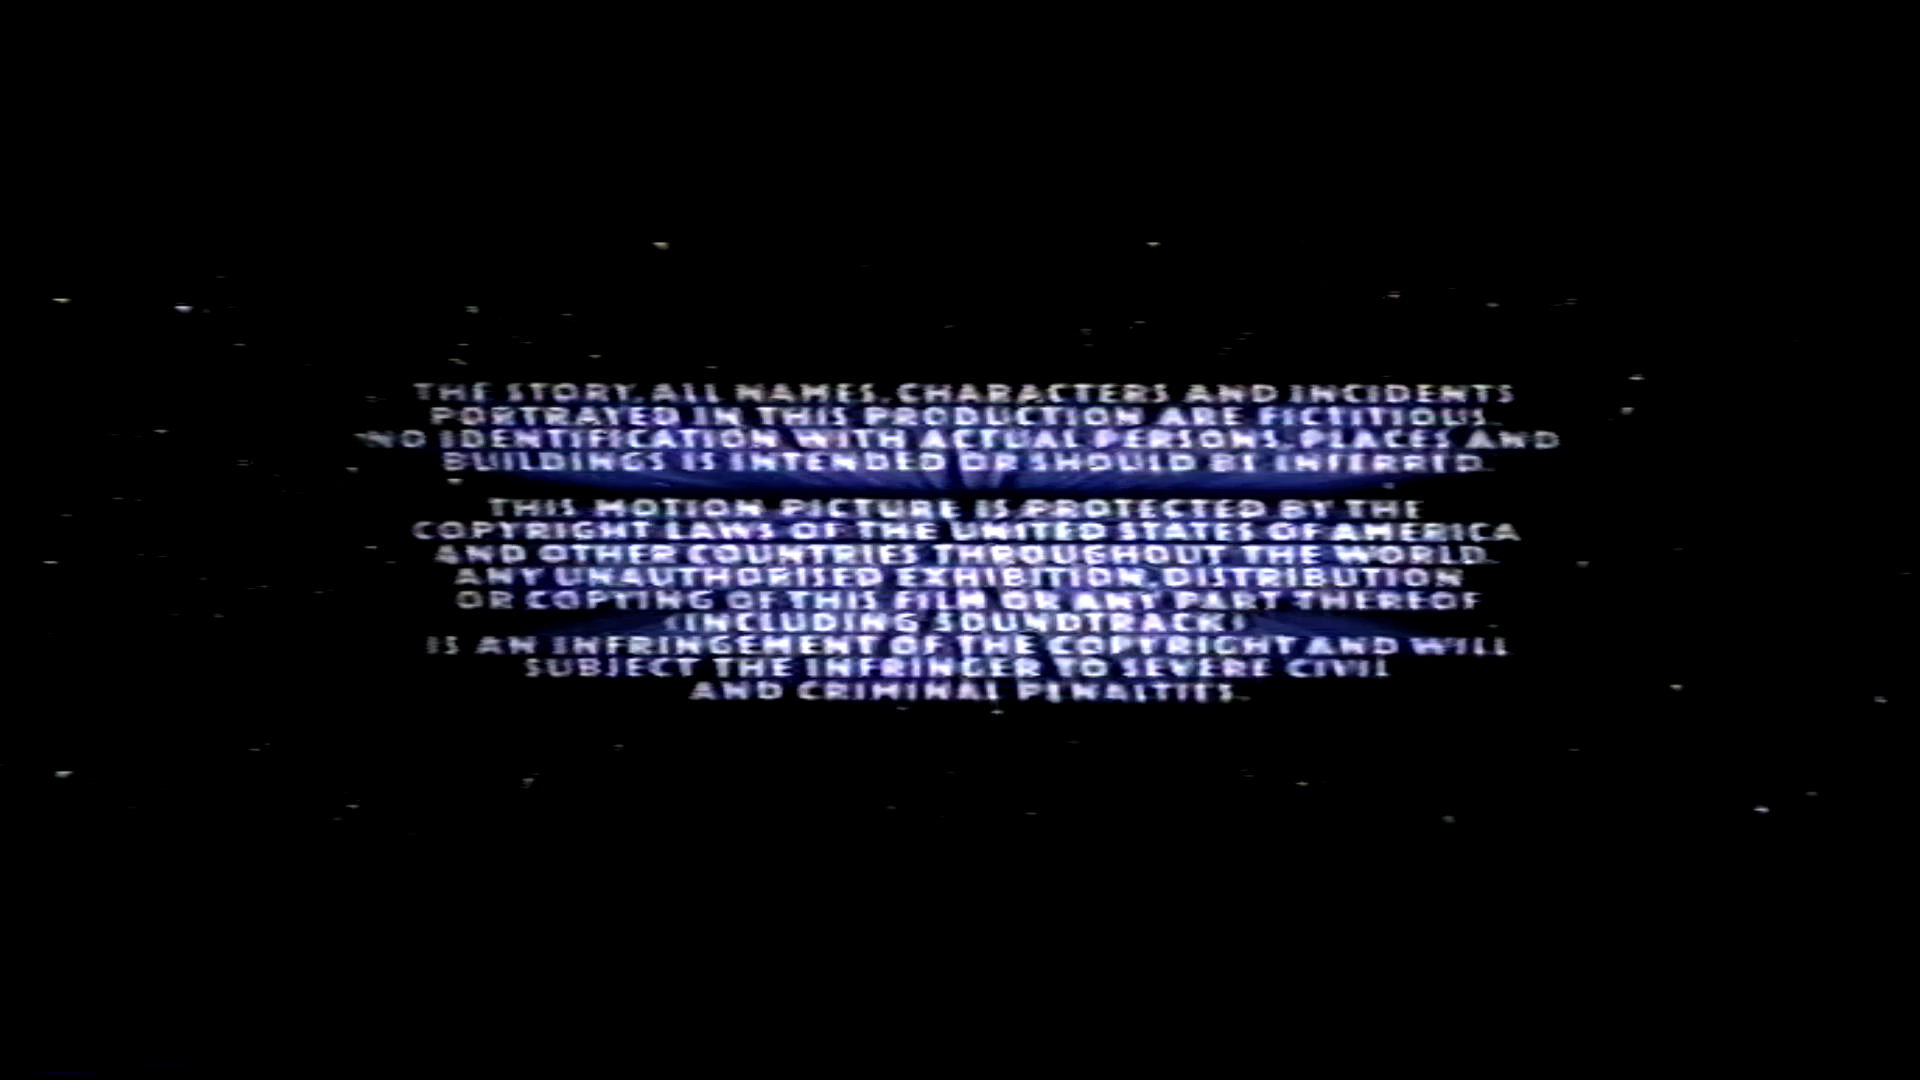 THE STORY, ALL NAMES, CHARACTERS AND INCIDENTS
PORTRAYED IN THIS PRODUCTION ARE FICTITIOUS.
NO IDENTIFICATION WITH ACTUAL PERSONS, PLACES AND
BUILDINGS IS INTENDED OR SHOULD BE INFERRED.
THIS MOTION PICTURE IS PROTECTED BY THE
COPYRIGHT LAWS OF THE UNITED STATES OF AMERICA
AND OTHER COUNTRIES THROUGHOUT THE WORLD.
ANY UNAUTHORISED EXHIBITION, DISTRIBUTION
OR COPYING OF THIS FILM OR ANY PART THEREOF
(INCLUDING SOUNDTRACK)
IS AN INFRINGEMENT OF THE COPYRIGHT AND WILL
SUBJECT THE INFRINGER TO SEVERE CIVIL
AND CRIMINAL PENALTIES.